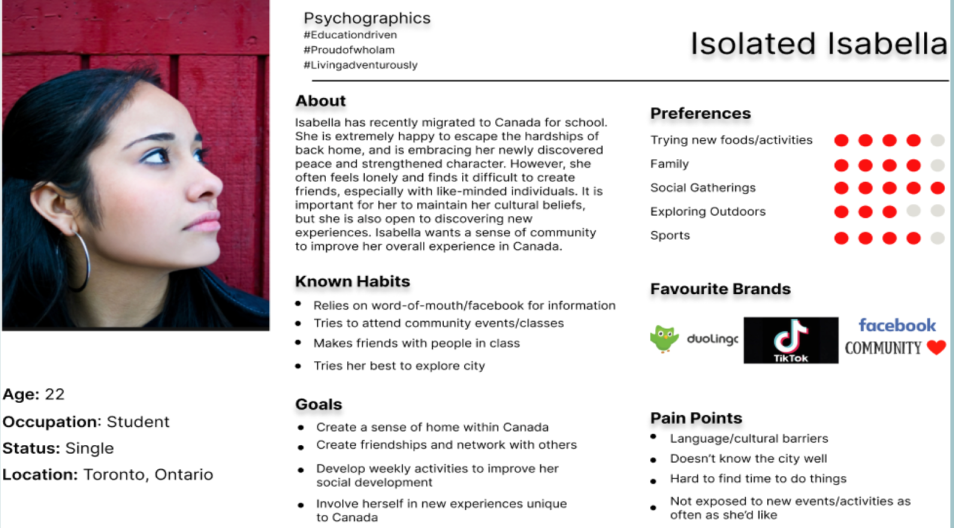 Psychographics
#Educationdriven
#ProudofwhoIam
#Livingadventurously
Isolated Isabella
About
Isabella has recently migrated to Canada for school.
She is extremely happy to escape the hardships of
back home, and is embracing her newly discovered
peace and strengthened character. However, she
often feels lonely and finds it difficult to create
friends, especially with like-minded individuals. It is
important for her to maintain her cultural beliefs,
but she is also open to discovering new
experiences. Isabella wants a sense of community
to improve her overall experience in Canada.
Known Habits
• Relies on word-of-mouth/facebook for information
• Tries to attend community events/classes
• Makes friends with people in class
• Tries her best to explore city
Goals
• Create a sense of home within Canada
• Create friendships and network with others
• Develop weekly activities to improve her
social development
• Involve herself in new experiences unique
to Canada
Preferences
Trying new foods/activities
Family
Social Gatherings
Exploring Outdoors
Sports
Favourite Brands
duolingo
TikTok
facebook
COMMUNITY
Pain Points
• Language/cultural barriers
• Doesn't know the city well
• Hard to find time to do things
• Not exposed to new events/activities as
often as she'd like
Age: 22
Occupation: Student
Status: Single
Location: Toronto, Ontario